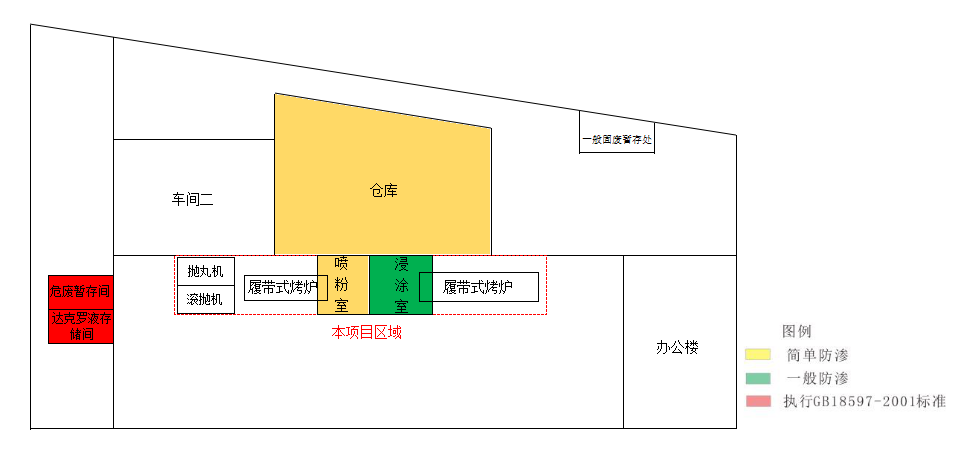 一般固废暂存处
仓库
车间二
抛丸机
滚抛机
履带式烤炉
喷粉室
浸涂室
履带式烤炉
危废暂存间
达克罗液存
储间
本项目区域
办公楼
图例
简单防渗
一般防渗
执行GB18597-2001标准